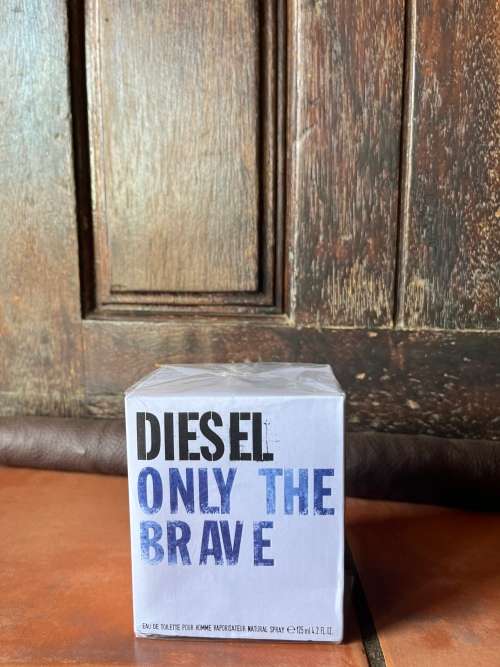 DIESEL
ONLY THE
BRAVE
EAU DE TOILETTE POUR HOMME VAPORISATEUR NATURAL SPRAY ℮ 125 ml 4.2 FL.OZ.